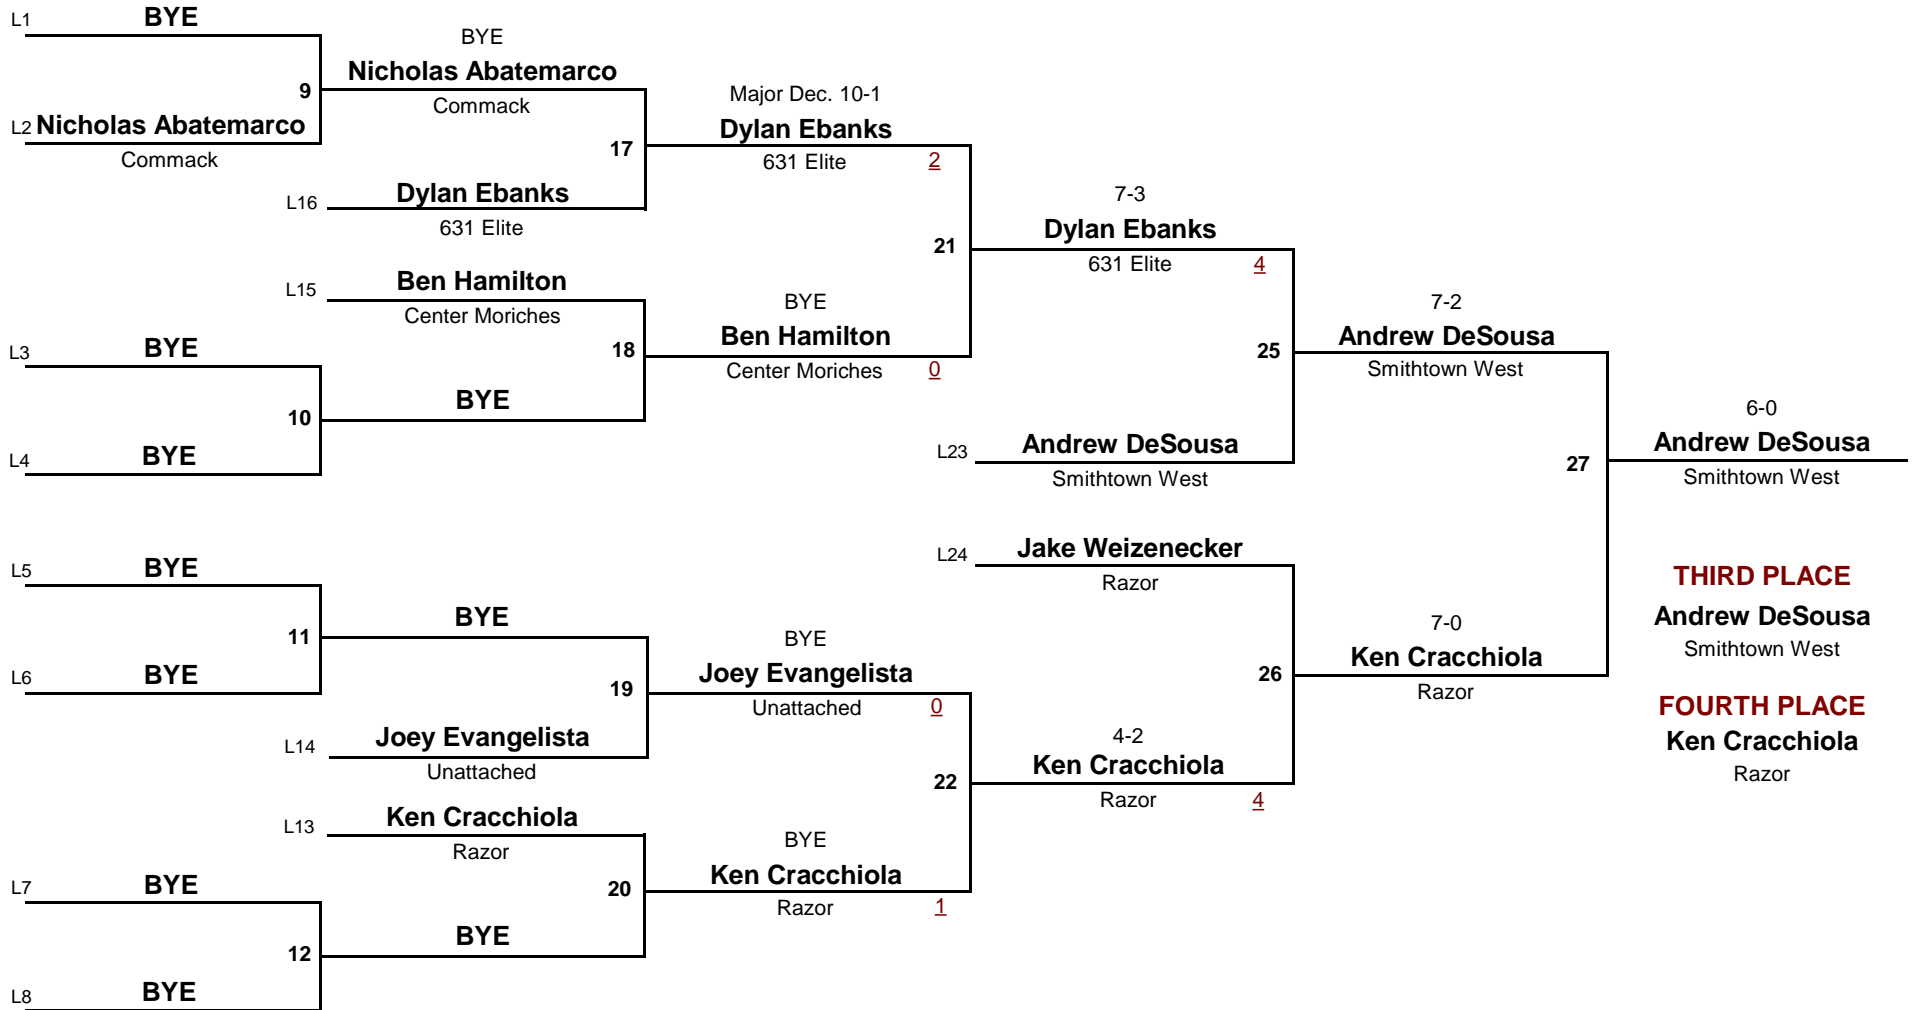 L1 BYE
BYE
Nicholas Abatemarco
9
Commack
Major Dec. 10-1
L2 Nicholas Abatemarco
Dylan Ebanks
Commack
17
631 Elite 2
L16 Dylan Ebanks
7-3
631 Elite
Dylan Ebanks
21
631 Elite 4
L15 Ben Hamilton
BYE
7-2
Center Moriches
Ben Hamilton
Andrew DeSousa
L3 BYE
18
25
Center Moriches 0
Smithtown West
BYE
10
6-0
L4 BYE
L23 Andrew DeSousa
Andrew DeSousa
27
Smithtown West
Smithtown West
L24 Jake Weizenecker
L5 BYE
Razor
THIRD PLACE
BYE
Andrew DeSousa
11
BYE
7-0
Smithtown West
L6 BYE
Joey Evangelista
Ken Cracchiola
19
26
Unattached 0
Razor
FOURTH PLACE
L14 Joey Evangelista
4-2
Ken Cracchiola
Unattached
Ken Cracchiola
Razor
22
Razor 4
L13 Ken Cracchiola
Razor
BYE
L7 BYE
20
Ken Cracchiola
Razor 1
BYE
12
L8 BYE